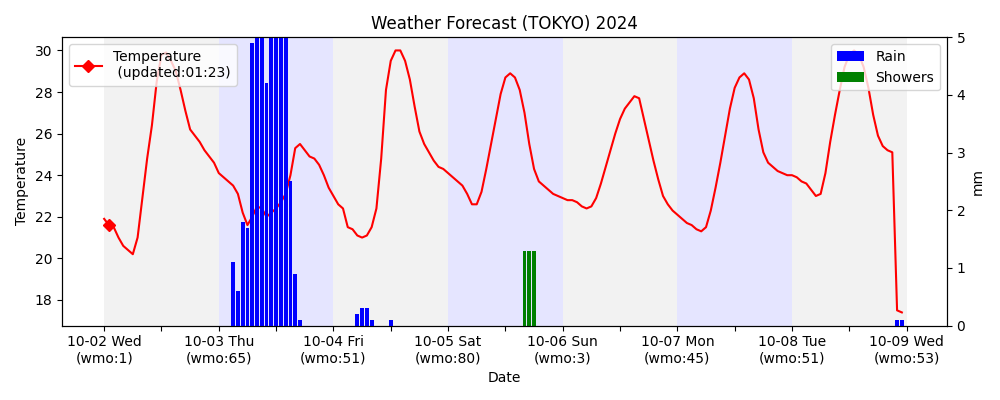 Weather Forecast (TOKYO) 2024
Temperature
(updated:01:23)
Rain
Showers
30
28
26
24
22
20
18
Temperature
5
4
3
2
1
0
mm
10-02 Wed 10-03 Thu 10-04 Fri 10-05 Sat 10-06 Sun 10-07 Mon 10-08 Tue 10-09 Wed
(wmo:1) (wmo:65) (wmo:51) (wmo:80) (wmo:3) (wmo:45) (wmo:51) (wmo:53)
Date